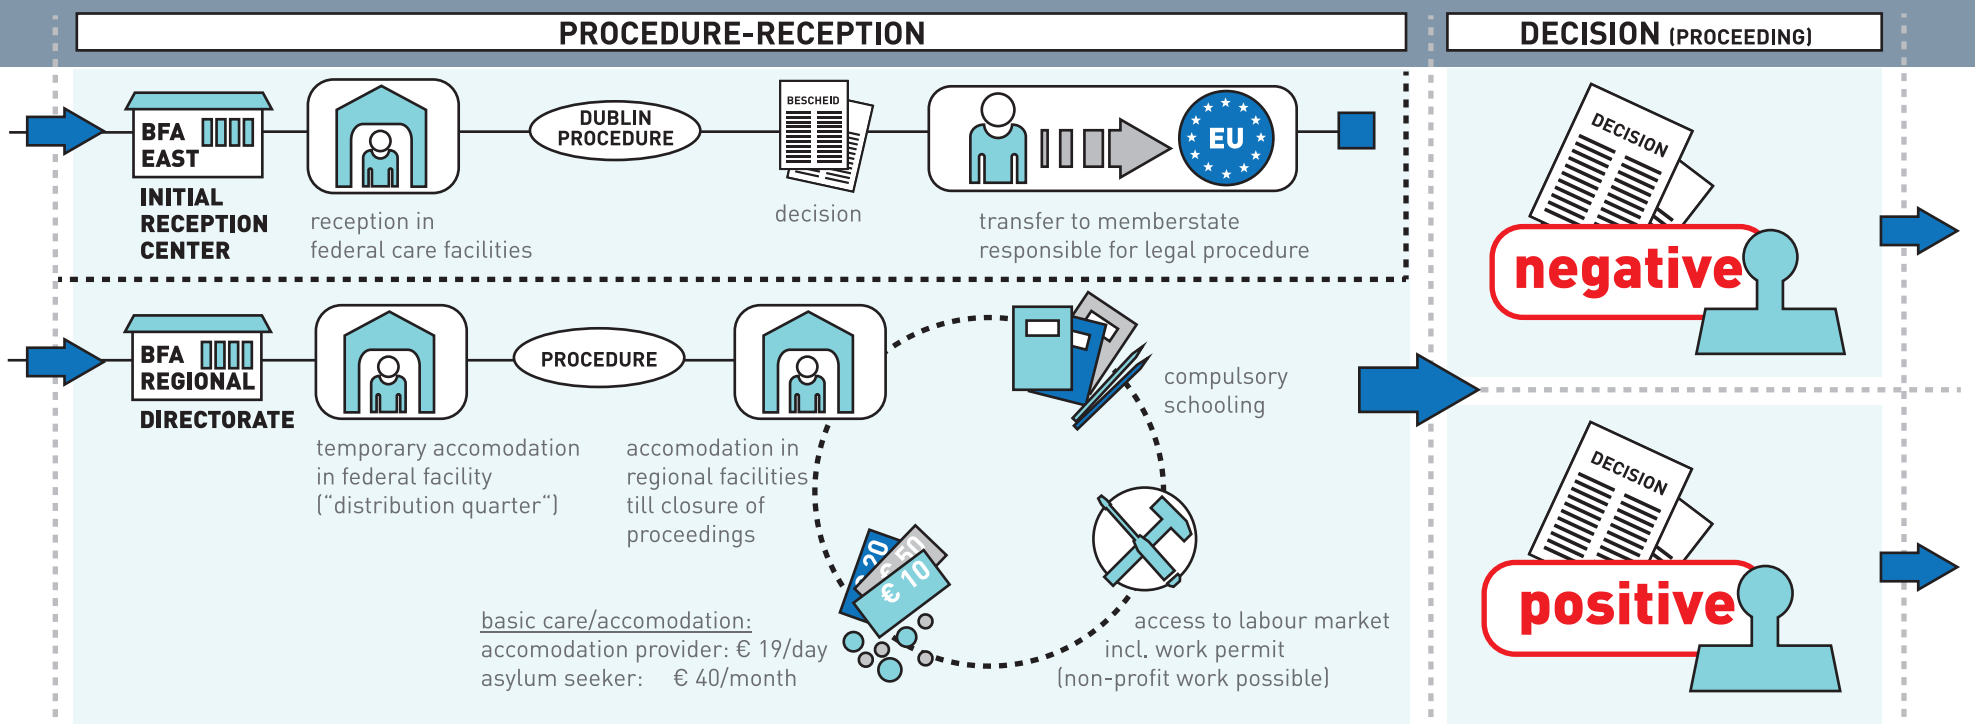 PROCEDURE-RECEPTION
DECISION (PROCEEDING)
BFA
EAST
INITIAL
RECEPTION
CENTER
reception in
federal care facilities
DUBLIN
PROCEDURE
BESCHEID
decision
EU
transfer to memberstate
responsible for legal procedure
BFA
REGIONAL
DIRECTORATE
temporary accomodation
in federal facility
("distribution quarter")
PROCEDURE
accomodation in
regional facilities
till closure of
proceedings
compulsory
schooling
access to labour market
incl. work permit
(non-profit work possible)
€ 20
€ 50
€ 10
basic care/accomodation:
accomodation provider: € 19/day
asylum seeker: € 40/month
DECISION
negative
DECISION
positive